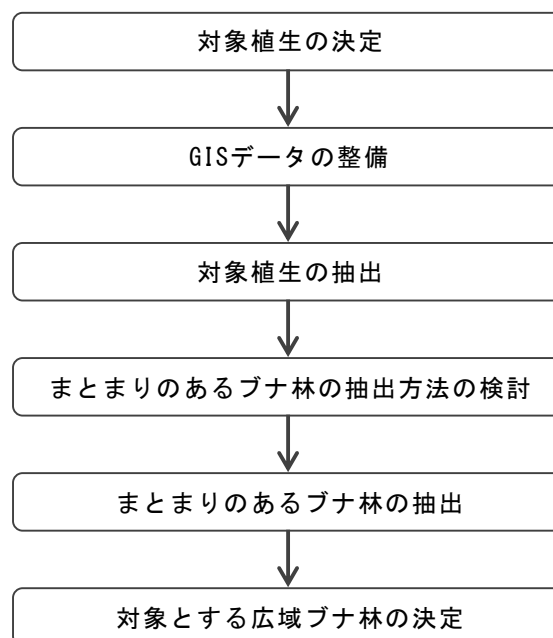 対象植生の決定
GISデータの整備
対象植生の抽出
まとまりのあるブナ林の抽出方法の検討
まとまりのあるブナ林の抽出
対象とする広域ブナ林の決定